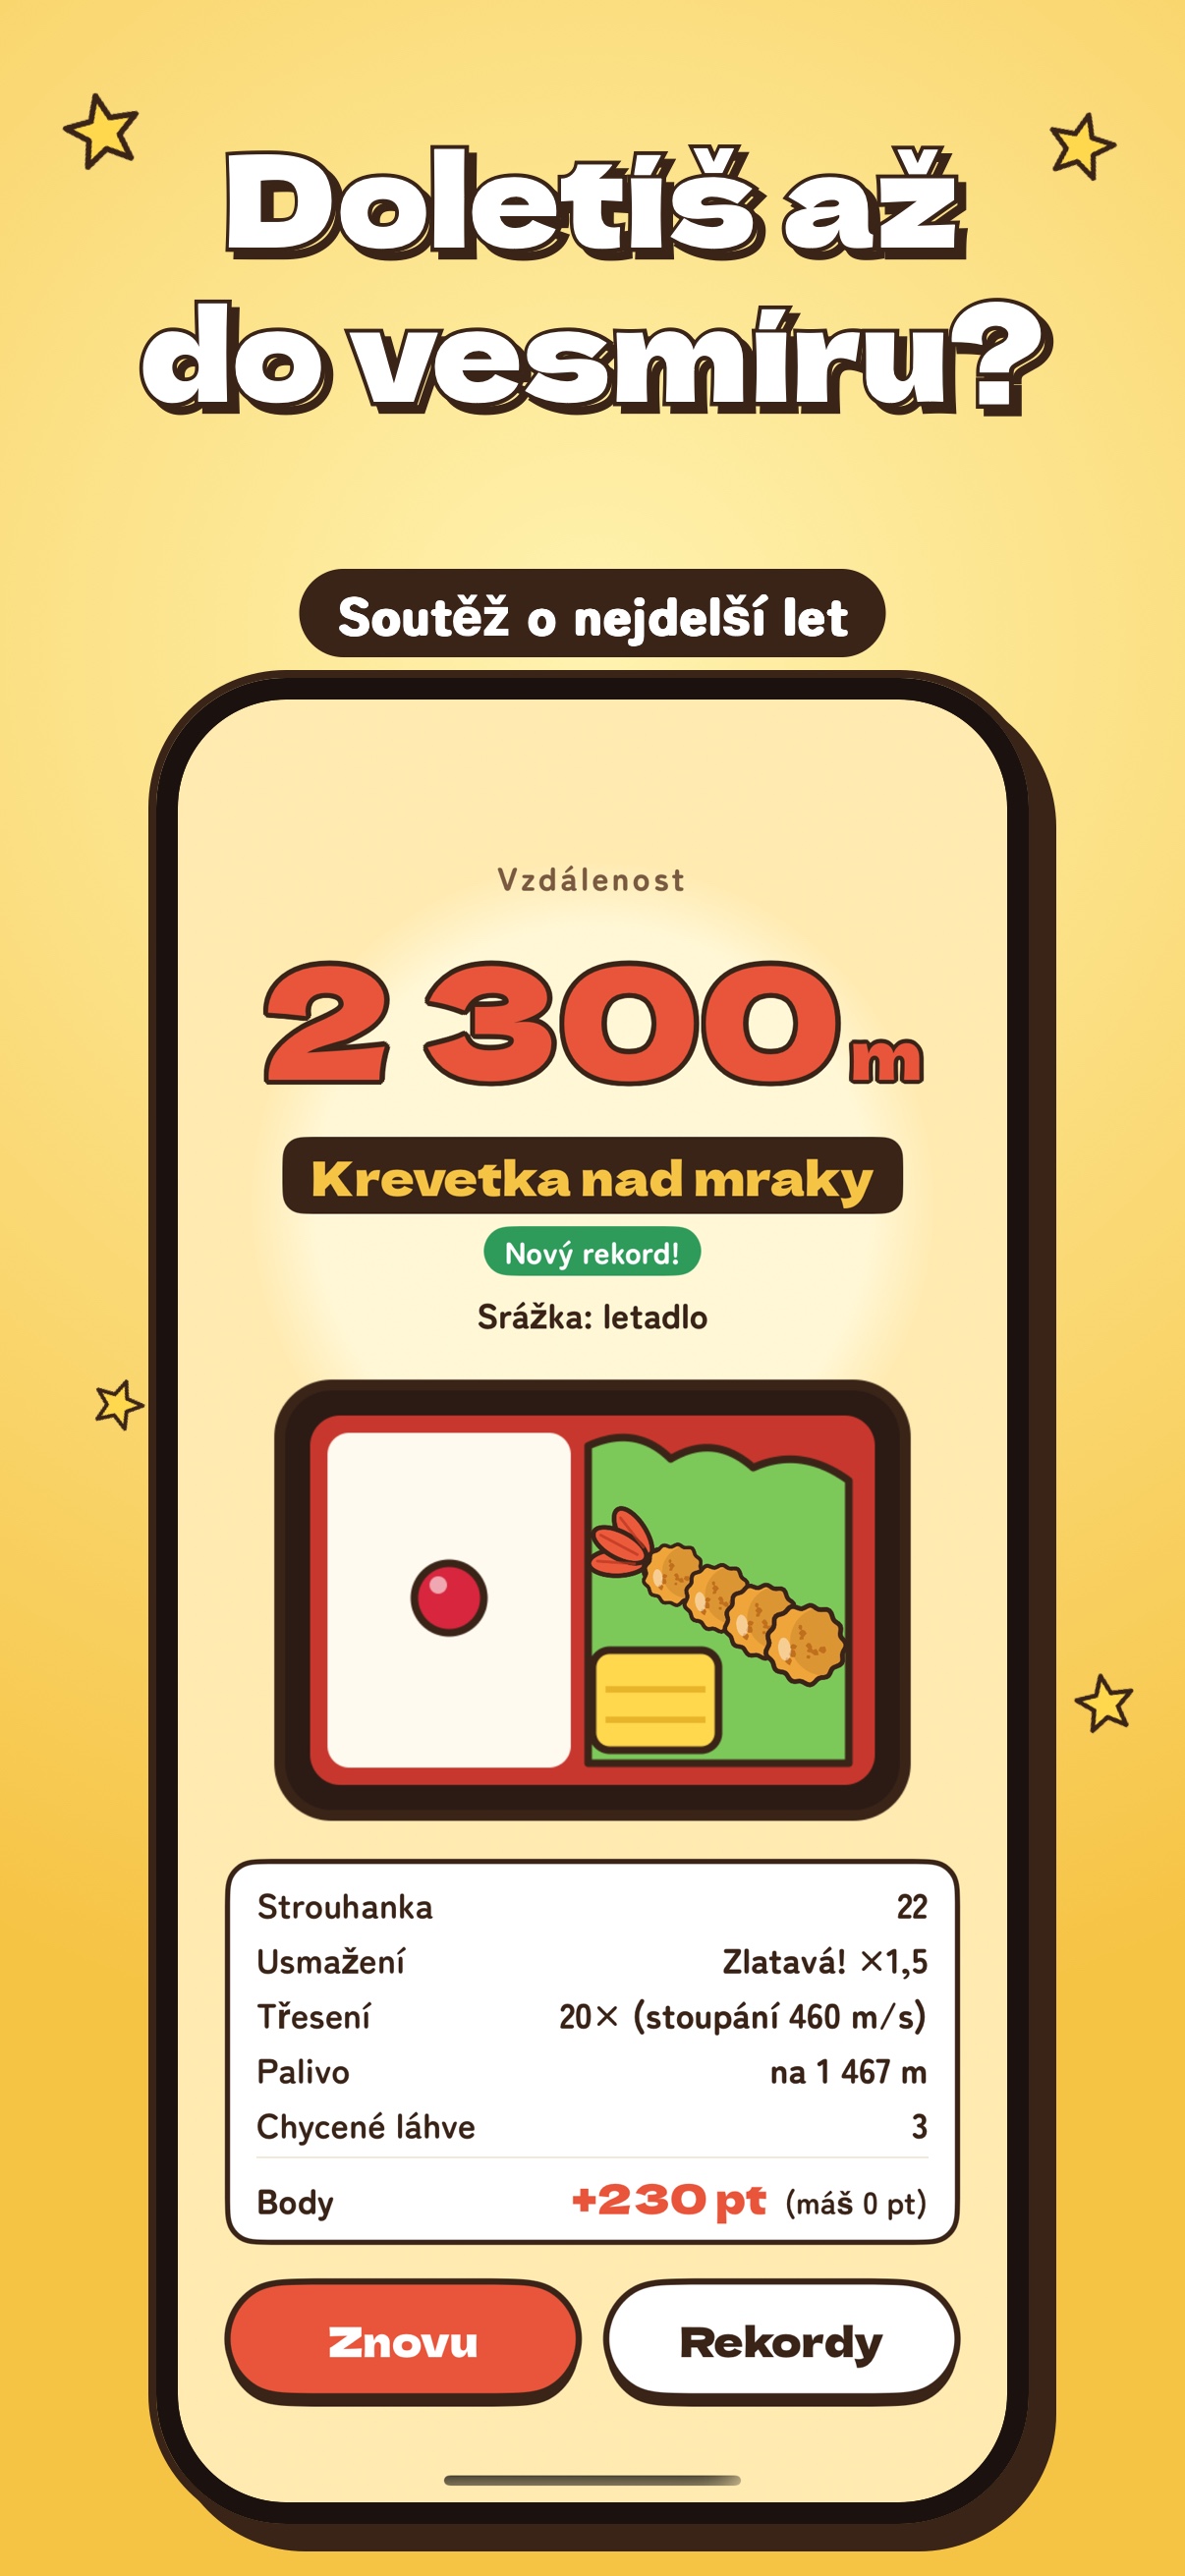 Doletíš až
do vesmíru?
Soutěž o nejdelší let
Vzdálenost
2 300 m
Krevetka nad mraky
Nový rekord!
Srážka: letadlo
Strouhanka 22
Usmažení Zlatavá! ×1,5
Třesení 20× (stoupání 460 m/s)
Palivo na 1 467 m
Chycené láhve 3
Body +230 pt (máš 0 pt)
Znovu Rekordy